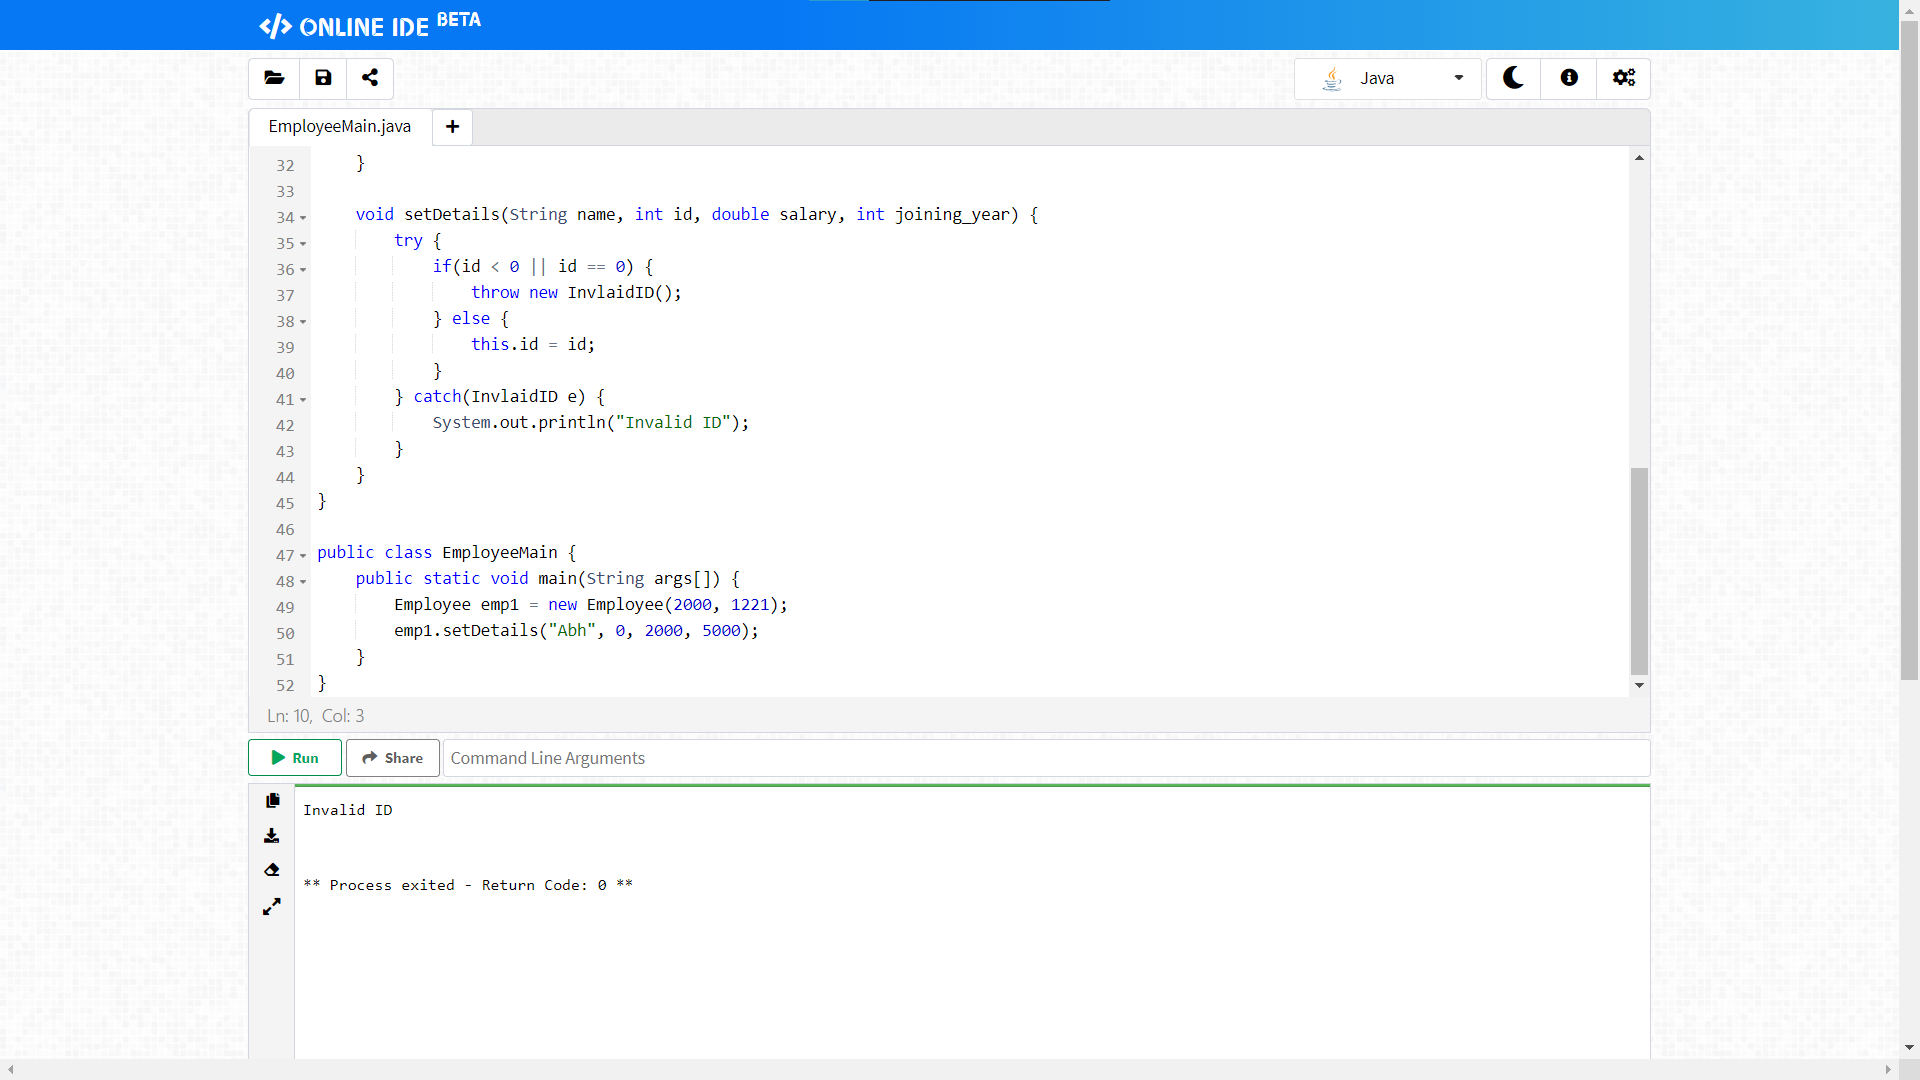 </> ONLINE IDE BETA
Java
EmployeeMain.java
32 }
33
34 void setDetails(String name, int id, double salary, int joining_year) {
35 try {
36 if(id < 0 || id == 0) {
37 throw new InvlaidID();
38 } else {
39 this.id = id;
40 }
41 } catch(InvlaidID e) {
42 System.out.println("Invalid ID");
43 }
44 }
45 }
46
47 public class EmployeeMain {
48 public static void main(String args[]) {
49 Employee emp1 = new Employee(2000, 1221);
50 emp1.setDetails("Abh", 0, 2000, 5000);
51 }
52 }
Ln: 10, Col: 3
Run Share Command Line Arguments
Invalid ID
** Process exited - Return Code: 0 **